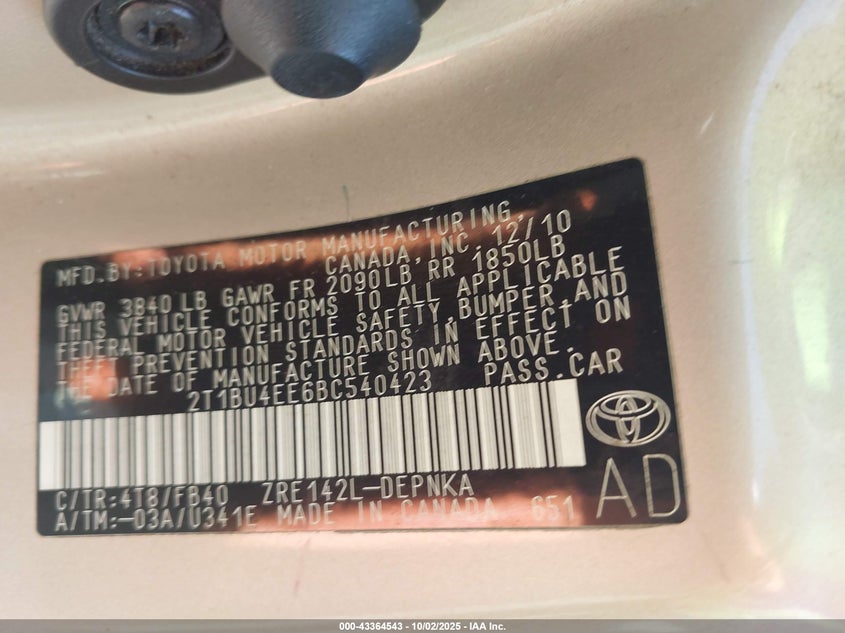 MFD.BY:TOYOTA MOTOR MANUFACTURING,
CANADA,INC. 12/10
GVWR 3840 LB GAWR FR 2090LB RR 1850LB
THIS VEHICLE CONFORMS TO ALL APPLICABLE
FEDERAL MOTOR VEHICLE SAFETY,BUMPER,AND
THEFT PREVENTION STANDARDS IN EFFECT ON
THE DATE OF MANUFACTURE SHOWN ABOVE.
2T1BU4EE6BC540423 PASS.CAR
C/TR:4T8/FB40 ZRE142L-DEPNKA
A/TM:-03A/U341E MADE IN CANADA 651
AD
000-43364543 - 10/02/2025 - IAA Inc.